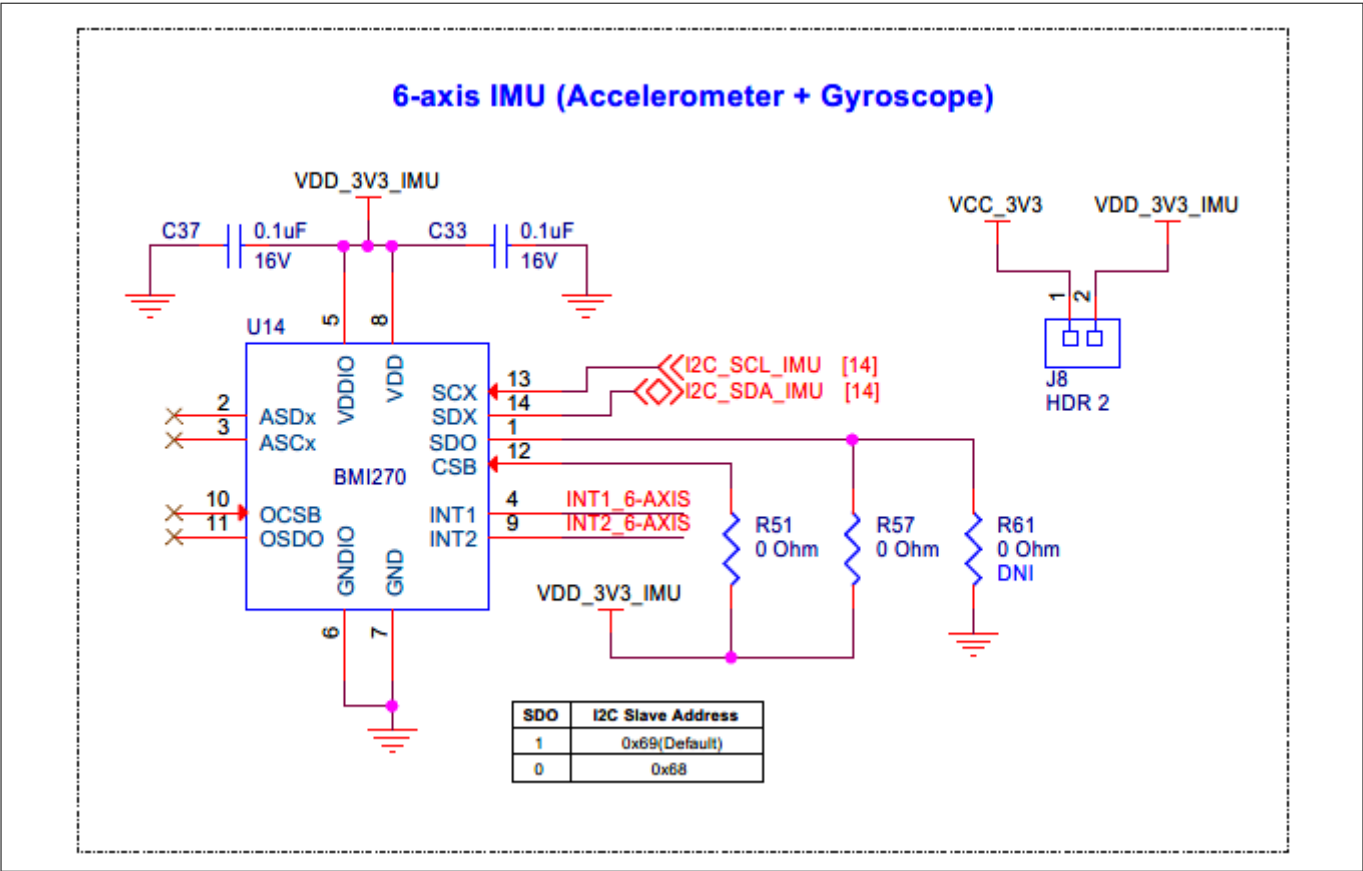 6-axis IMU (Accelerometer + Gyroscope)
VDD_3V3_IMU
VCC_3V3 VDD_3V3_IMU
C37 0.1uF C33 0.1uF
16V 16V
1 2
5 8
U14
J8
HDR 2
VDDIO VDD
SCX 13 I2C_SCL_IMU [14]
SDX 14 I2C_SDA_IMU [14]
2 ASDx SDO 1
3 ASCx CSB 12
BMI270
10 OCSB INT1 4 INT1_6-AXIS
11 OSDO INT2 9 INT2_6-AXIS
R51 R57 R61
0 Ohm 0 Ohm 0 Ohm
DNI
GNDIO GND
VDD_3V3_IMU
6 7
SDO I2C Slave Address
1 0x69(Default)
0 0x68